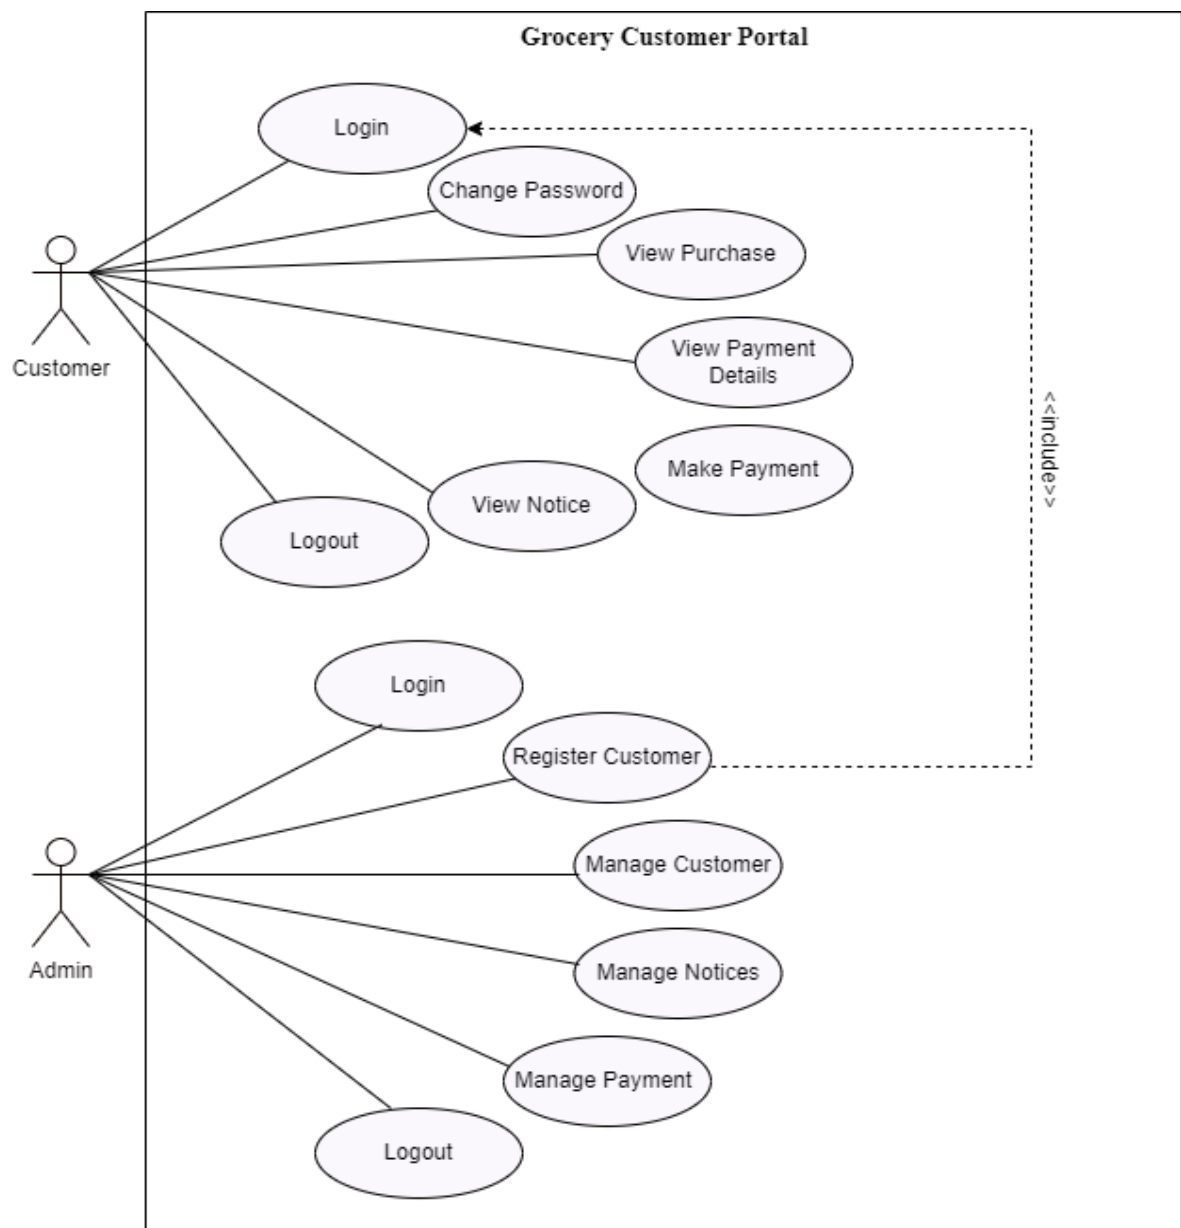 Grocery Customer Portal
Login
Change Password
View Purchase
Customer
View Payment
Details
<<include>>
Make Payment
View Notice
Logout
Login
Register Customer
Manage Customer
Admin
Manage Notices
Manage Payment
Logout